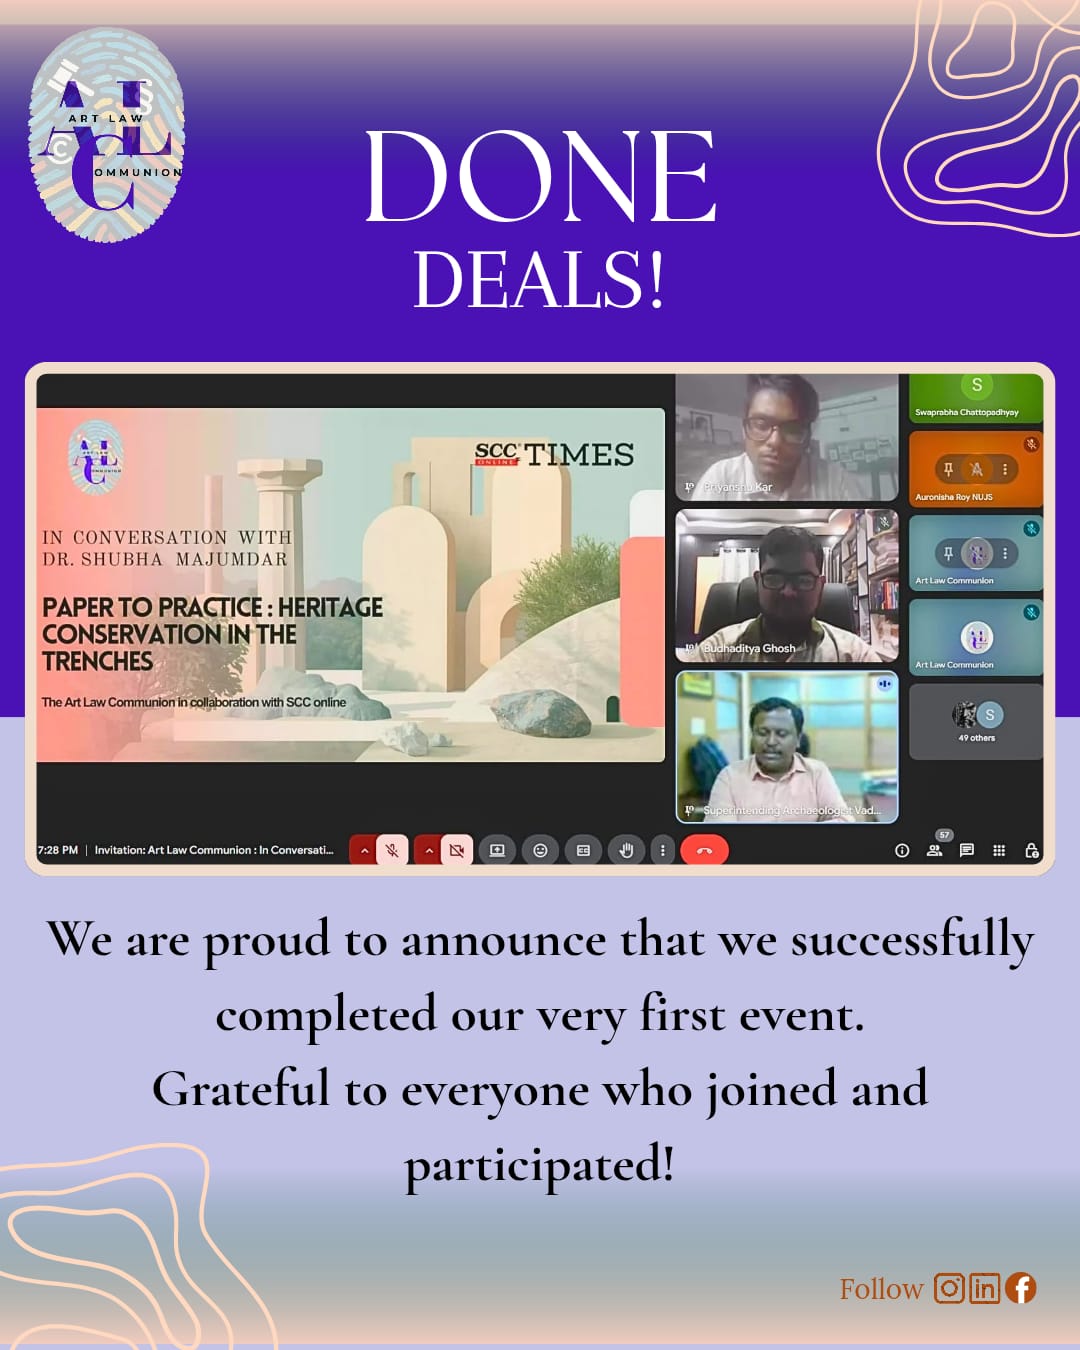 ART LAW
COMMUNION
DONE
DEALS!
SCC TIMES
ONLINE
IN CONVERSATION WITH
DR. SHUBHA MAJUMDAR
PAPER TO PRACTICE : HERITAGE
CONSERVATION IN THE
TRENCHES
The Art Law Communion in collaboration with SCC online
Priyanshu Kar
Budhaditya Ghosh
Superintending Archaeologist Vad...
S
Swaprabha Chattopadhyay
Auronisha Roy NUJS
Art Law Communion
Art Law Communion
S
49 others
7:28 PM | Invitation: Art Law Communion : In Conversati...
57
We are proud to announce that we successfully
completed our very first event.
Grateful to everyone who joined and
participated!
Follow